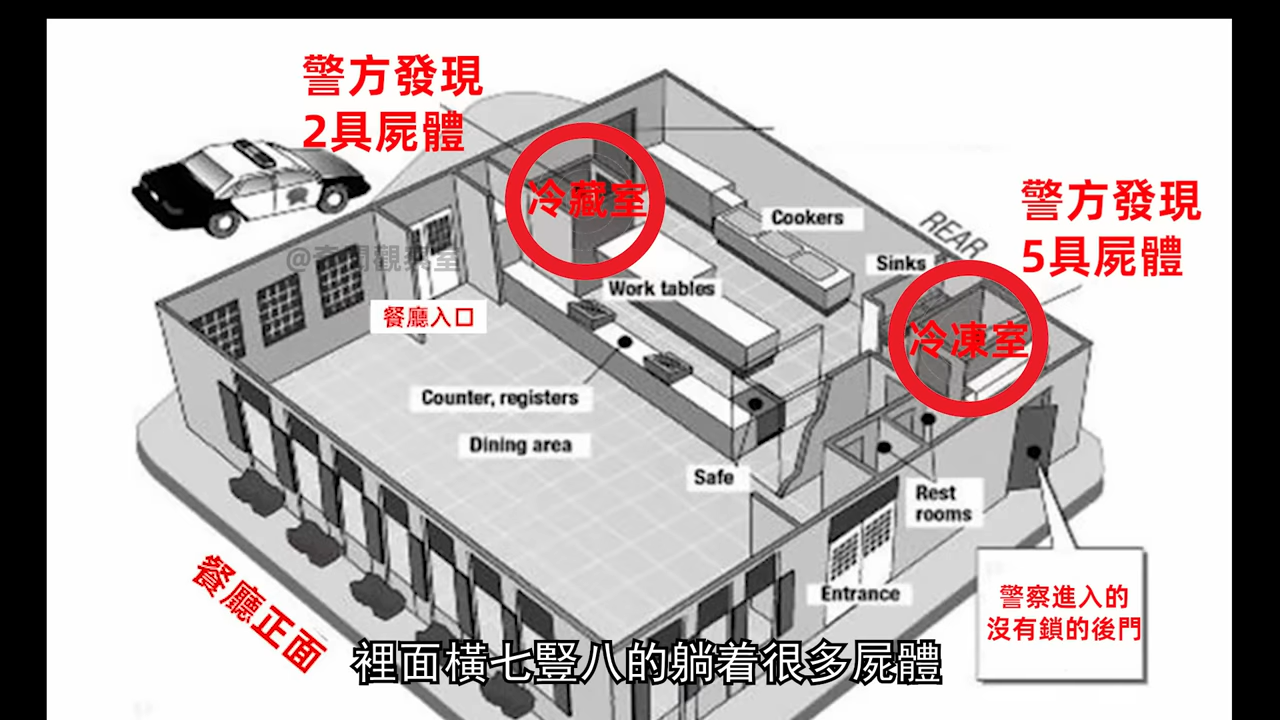 警方發現
2具屍體
冷藏室
警方發現
5具屍體
Cookers
REAR
Sinks
冷凍室
Work tables
餐廳入口
Counter, registers
Dining area
Safe
Rest
rooms
Entrance
警察進入的
沒有鎖的後門
餐廳正面
裡面橫七豎八的躺着很多屍體